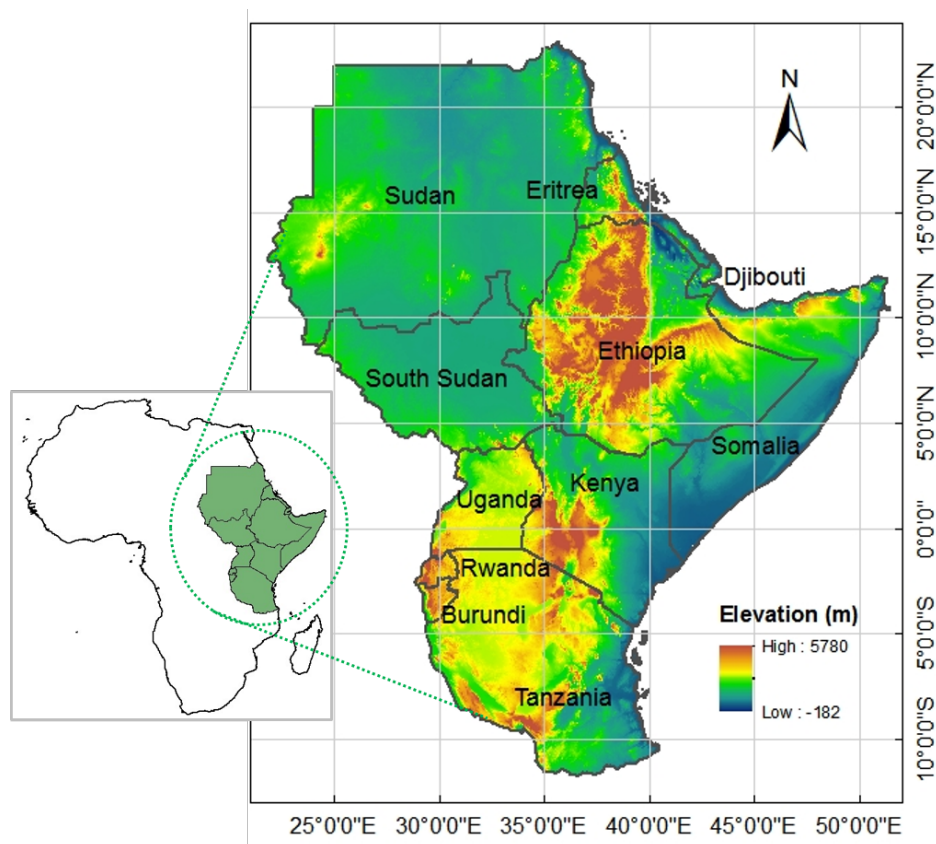 N
Sudan
Eritrea
Djibouti
Ethiopia
South Sudan
Somalia
Kenya
Uganda
Rwanda
Burundi
Tanzania
Elevation (m)
High : 5780
Low : -182
20°0'0"N
15°0'0"N
10°0'0"N
5°0'0"N
0°0'0"
5°0'0"S
10°0'0"S
25°0'0"E 30°0'0"E 35°0'0"E 40°0'0"E 45°0'0"E 50°0'0"E